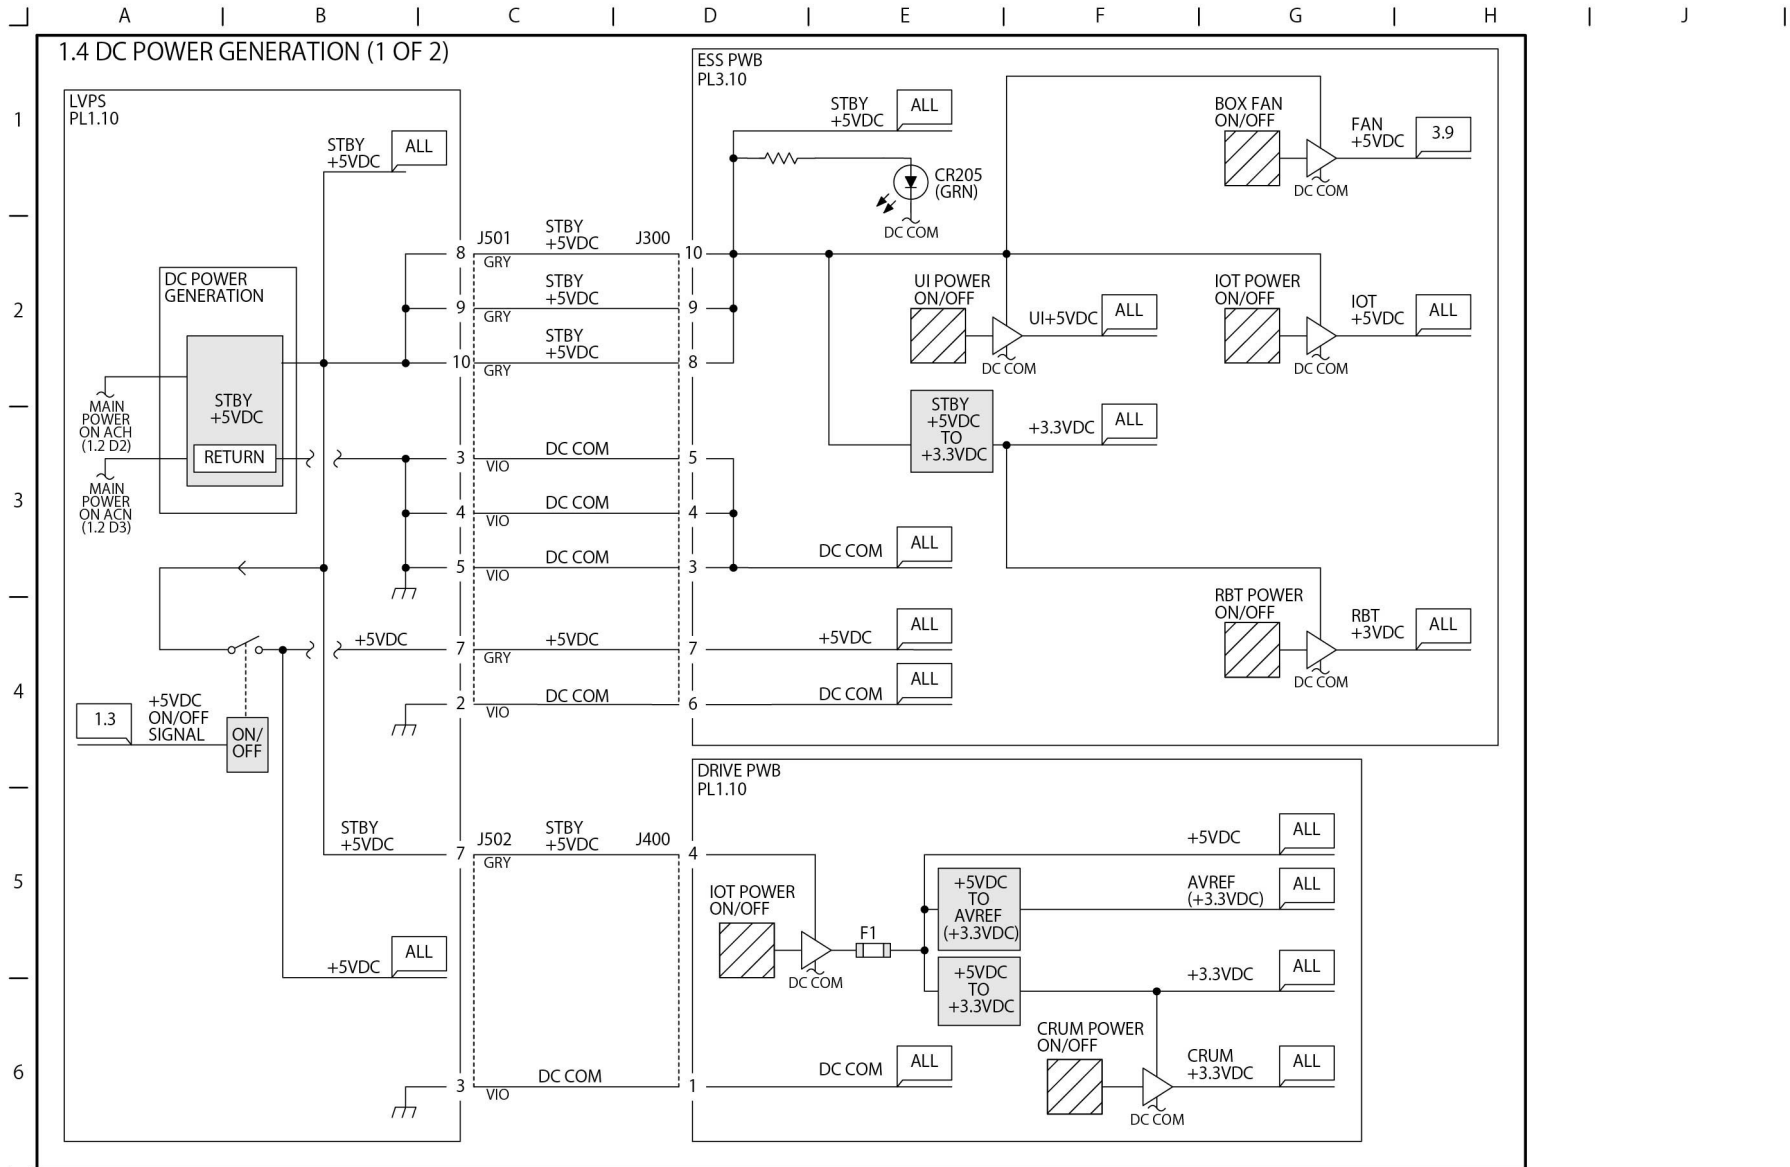 A B C D E F G H J
1.4 DC POWER GENERATION (1 OF 2)
1
2
3
4
5
6
LVPS
PL1.10
STBY
+5VDC
ALL
DC POWER
GENERATION
STBY
+5VDC
RETURN
MAIN
POWER
ON ACH
(1.2 D2)
MAIN
POWER
ON ACN
(1.2 D3)
1.3
+5VDC
ON/OFF
SIGNAL
ON/
OFF
+5VDC
STBY
+5VDC
+5VDC
ALL
J501
STBY
+5VDC
J300
8
GRY
10
9
GRY
STBY
+5VDC
9
10
GRY
STBY
+5VDC
8
3
VIO
DC COM
5
4
VIO
DC COM
4
5
VIO
DC COM
3
7
GRY
+5VDC
7
2
VIO
DC COM
6
J502
STBY
+5VDC
J400
7
GRY
4
3
VIO
DC COM
1
ESS PWB
PL3.10
STBY
+5VDC
ALL
CR205
(GRN)
DC COM
BOX FAN
ON/OFF
FAN
+5VDC
3.9
DC COM
UI POWER
ON/OFF
UI+5VDC
ALL
DC COM
IOT POWER
ON/OFF
IOT
+5VDC
ALL
DC COM
STBY
+5VDC
TO
+3.3VDC
+3.3VDC
ALL
DC COM
ALL
RBT POWER
ON/OFF
RBT
+3VDC
ALL
DC COM
+5VDC
ALL
DC COM
ALL
DRIVE PWB
PL1.10
IOT POWER
ON/OFF
DC COM
F1
+5VDC
ALL
+5VDC
TO
AVREF
(+3.3VDC)
AVREF
(+3.3VDC)
ALL
+5VDC
TO
+3.3VDC
+3.3VDC
ALL
CRUM POWER
ON/OFF
CRUM
+3.3VDC
ALL
DC COM
DC COM
ALL